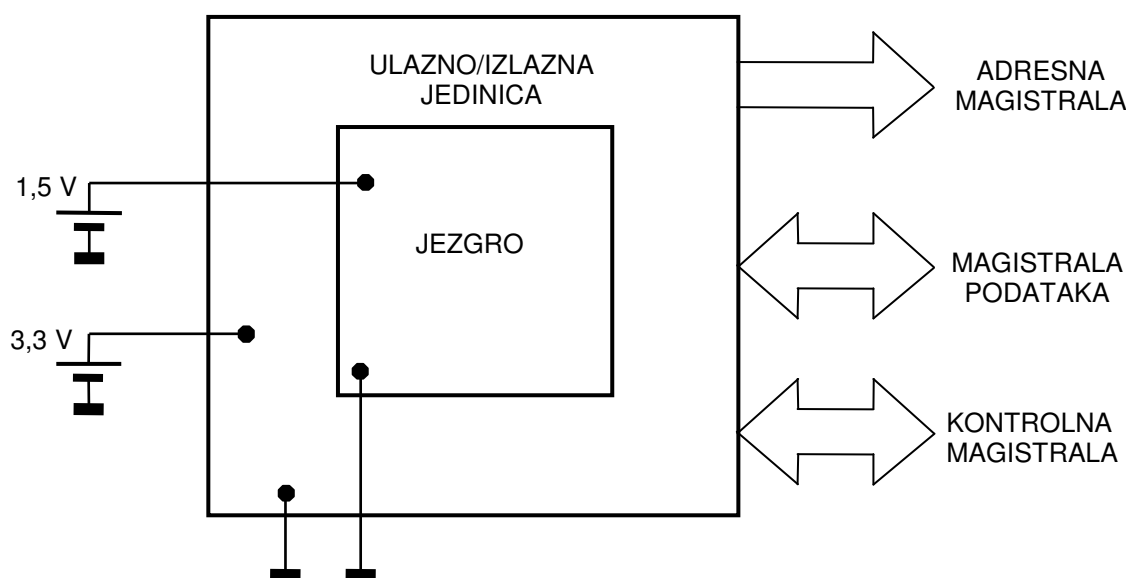 ULAZNO/IZLAZNA
JEDINICA
ADRESNA
MAGISTRALA
1,5 V
JEZGRO
MAGISTRALA
PODATAKA
3,3 V
KONTROLNA
MAGISTRALA